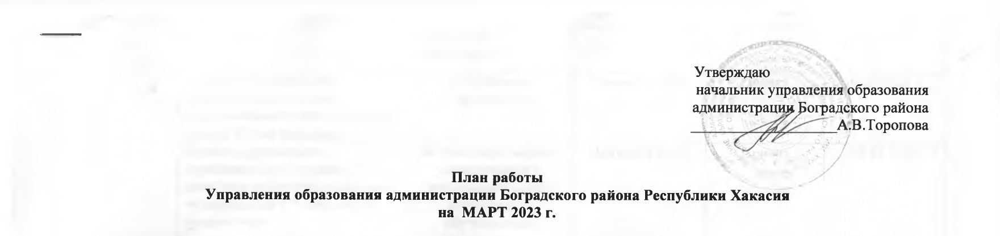 Утверждаю
начальник управления образования
администрации Боградского района
А.В.Торопова
План работы
Управления образования администрации Боградского района Республики Хакасия
на МАРТ 2023 г.